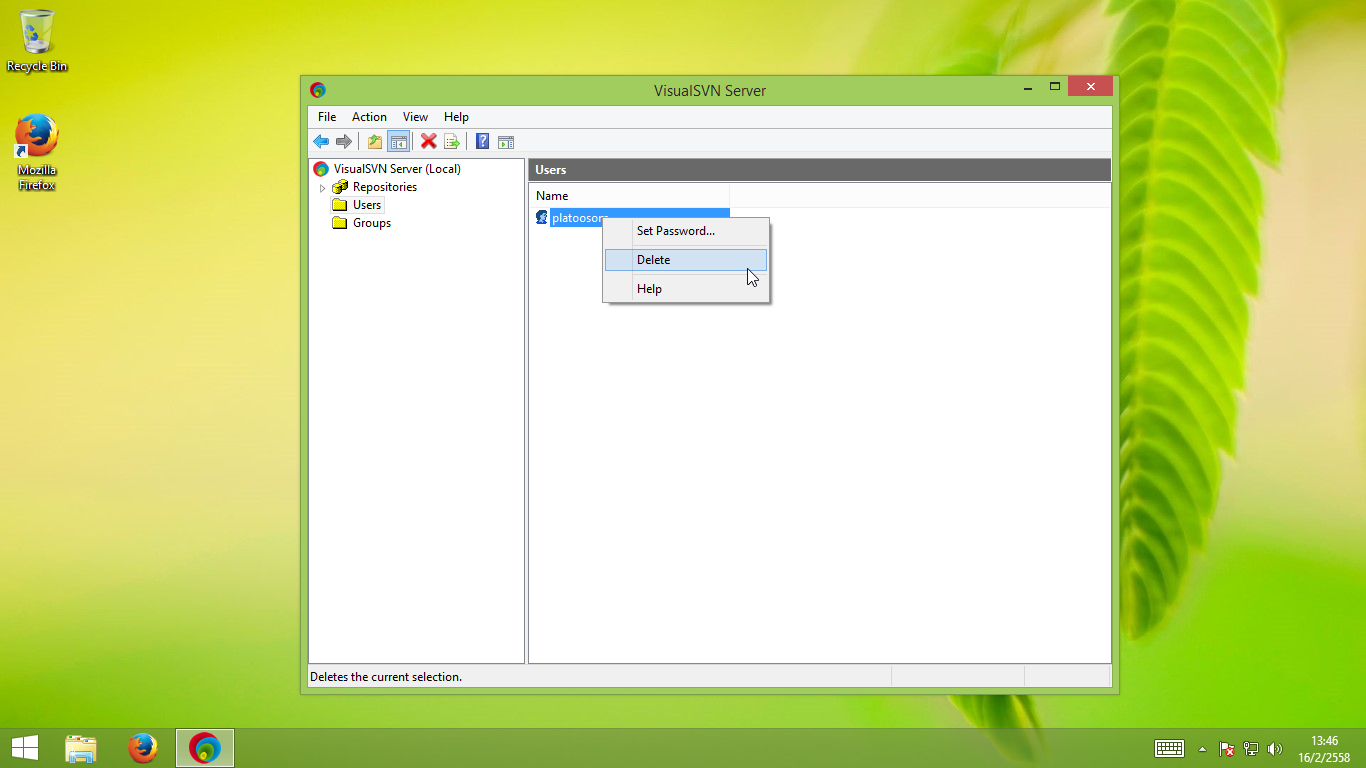 Recycle Bin
Mozilla
Firefox
VisualSVN Server
File Action View Help
VisualSVN Server (Local)
Repositories
Users
Groups
Users
Name
Set Password...
Delete
Help
Deletes the current selection.
13:46
16/2/2558